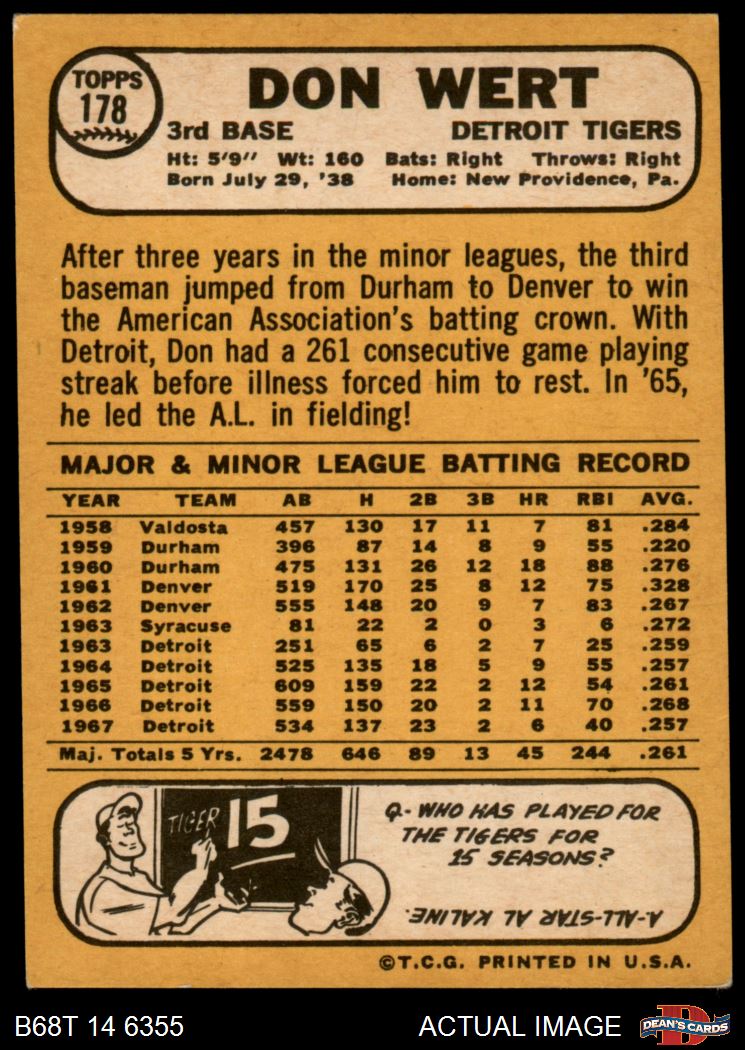 TOPPS
178
DON WERT
3rd BASE DETROIT TIGERS
Ht: 5'9" Wt: 160 Bats: Right Throws: Right
Born July 29, '38 Home: New Providence, Pa.
After three years in the minor leagues, the third
baseman jumped from Durham to Denver to win
the American Association's batting crown. With
Detroit, Don had a 261 consecutive game playing
streak before illness forced him to rest. In '65,
he led the A.L. in fielding!
MAJOR & MINOR LEAGUE BATTING RECORD
YEAR TEAM AB H 2B 3B HR RBI AVG.
1958 Valdosta 457 130 17 11 7 81 .284
1959 Durham 396 87 14 8 9 55 .220
1960 Durham 475 131 26 12 18 88 .276
1961 Denver 519 170 25 8 12 75 .328
1962 Denver 555 148 20 9 7 83 .267
1963 Syracuse 81 22 2 0 3 6 .272
1963 Detroit 251 65 6 2 7 25 .259
1964 Detroit 525 135 18 5 9 55 .257
1965 Detroit 609 159 22 2 12 54 .261
1966 Detroit 559 150 20 2 11 70 .268
1967 Detroit 534 137 23 2 6 40 .257
Maj. Totals 5 Yrs. 2478 646 89 13 45 244 .261
TIGER 15
Q- WHO HAS PLAYED FOR
THE TIGERS FOR
15 SEASONS?
A-ALL-STAR AL KALINE.
©T.C.G. PRINTED IN U.S.A.
B68T 14 6355 ACTUAL IMAGE
D
DEAN'S CARDS